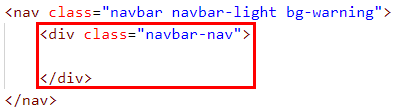 <nav class="navbar navbar-light bg-warning">
    <div class="navbar-nav">

    </div>
</nav>